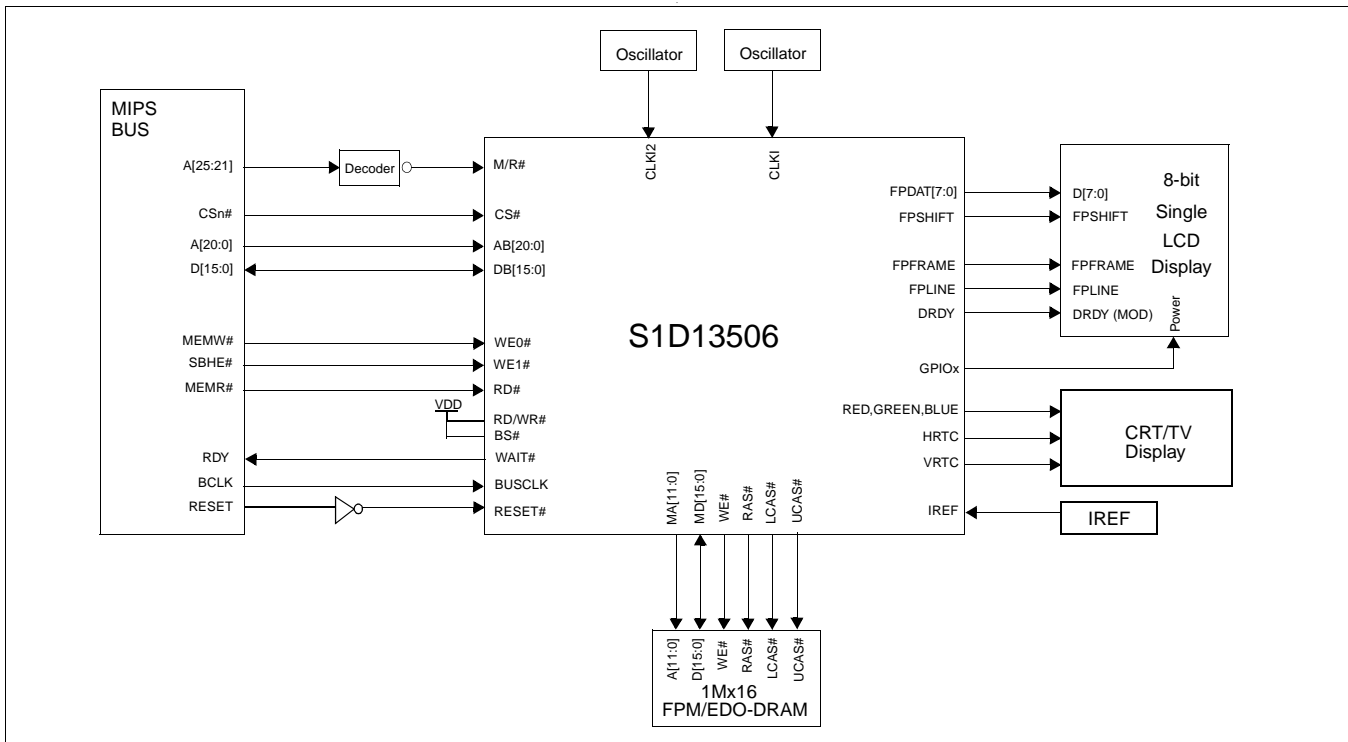 Oscillator
Oscillator
MIPS
BUS
A[25:21]
Decoder
M/R#
CLKI2
CLKI
CSn#
CS#
A[20:0]
AB[20:0]
D[15:0]
DB[15:0]
MEMW#
WE0#
SBHE#
WE1#
MEMR#
RD#
VDD
RD/WR#
BS#
RDY
WAIT#
BCLK
BUSCLK
RESET
RESET#
S1D13506
FPDAT[7:0]
FPSHIFT
FPFRAME
FPLINE
DRDY
GPIOx
RED,GREEN,BLUE
HRTC
VRTC
IREF
D[7:0]
FPSHIFT
FPFRAME
FPLINE
DRDY (MOD)
8-bit
Single
LCD
Display
Power
CRT/TV
Display
IREF
MA[11:0]
MD[15:0]
WE#
RAS#
LCAS#
UCAS#
A[11:0]
D[15:0]
WE#
RAS#
LCAS#
UCAS#
1Mx16
FPM/EDO-DRAM